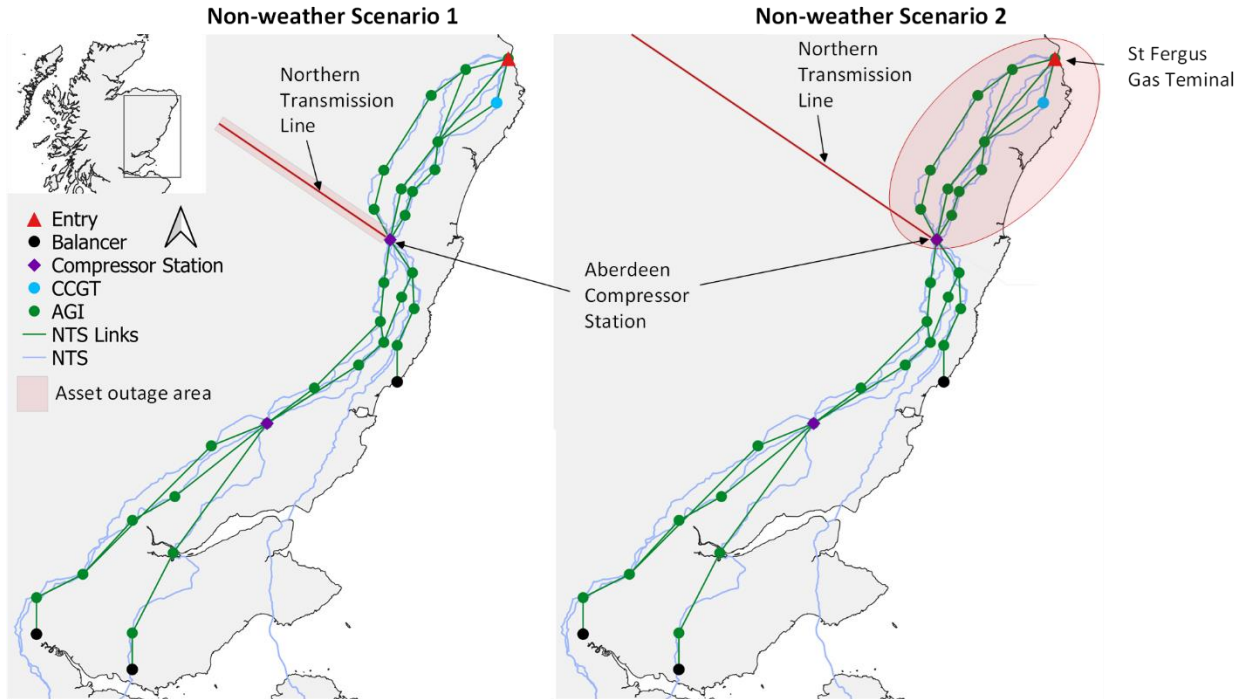 Non-weather Scenario 1
Non-weather Scenario 2
Northern
Transmission
Line
Northern
Transmission
Line
St Fergus
Gas Teminal
Entry
Balancer
Compressor Station
CCGT
AGI
NTS Links
NTS
Asset outage area
Aberdeen
Compressor
Station